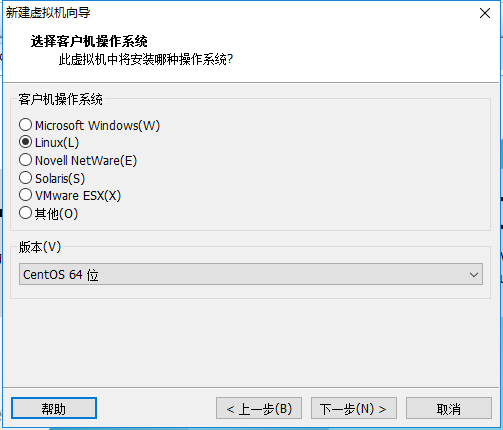 新建虚拟机向导
选择客户机操作系统
此虚拟机中将安装哪种操作系统?
客户机操作系统
Microsoft Windows(W)
Linux(L)
Novell NetWare(E)
Solaris(S)
VMware ESX(X)
其他(O)
版本(V)
CentOS 64 位
帮助
< 上一步(B)
下一步(N) >
取消